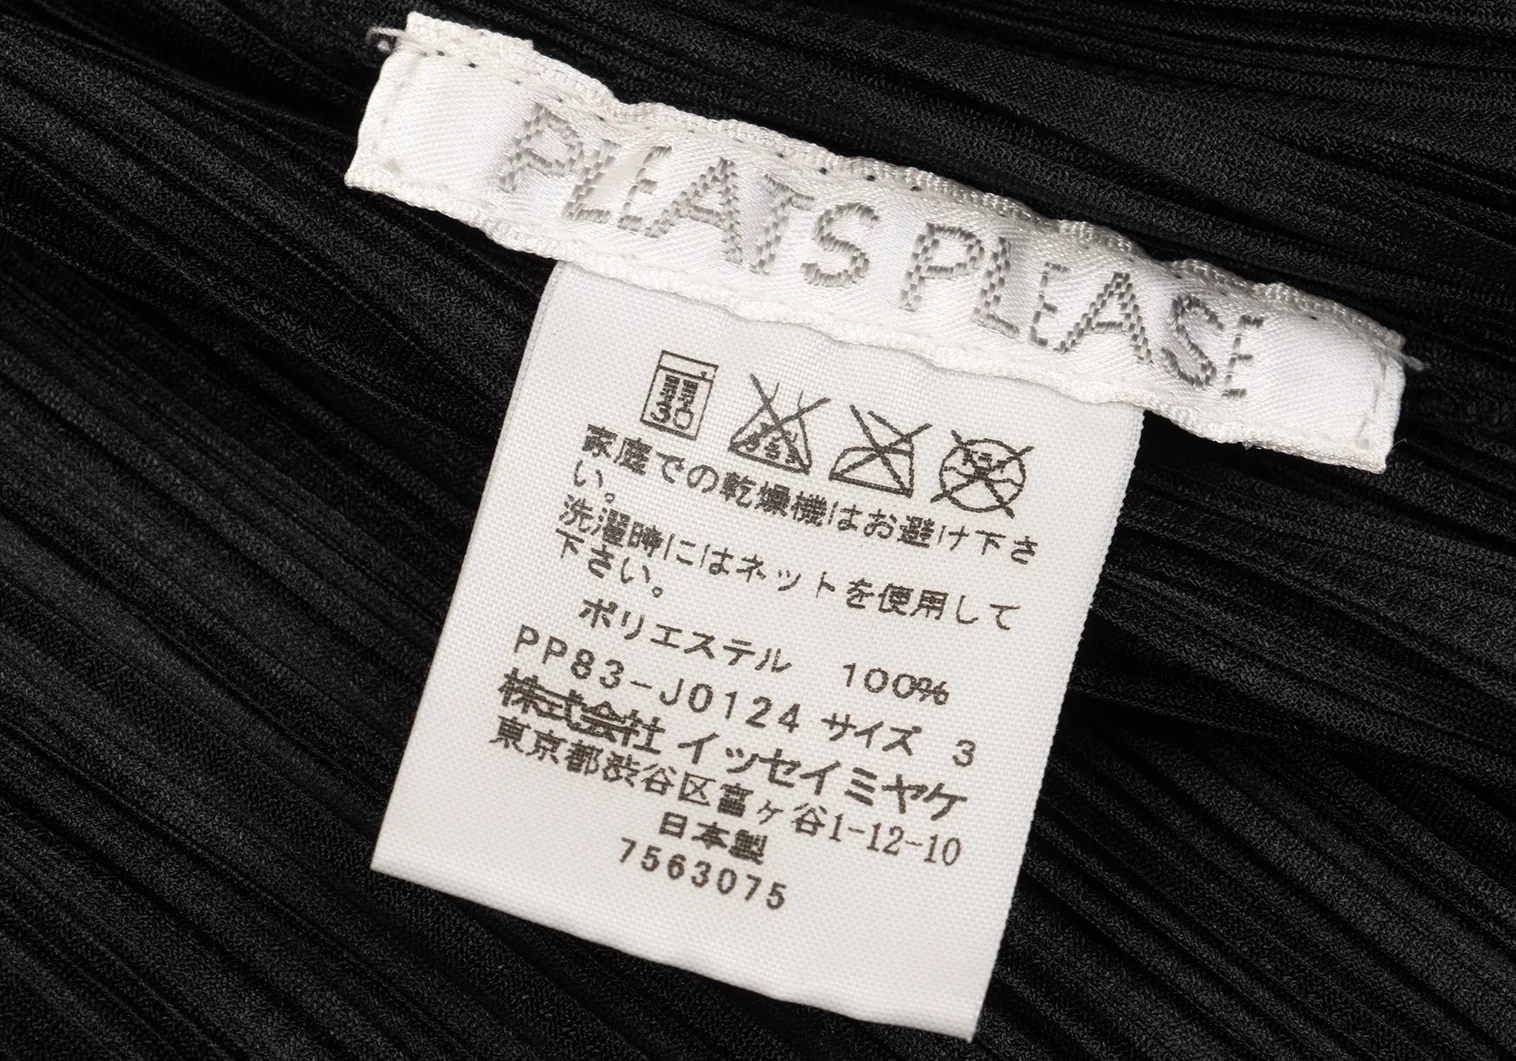 PLEATS PLEASE
家庭での乾燥機はお避け下さ
い。
洗濯時にはネットを使用して
下さい。
ポリエステル 100%
PP83-J0124 サイズ 3
株式会社 イッセイミヤケ
東京都渋谷区富ヶ谷1-12-10
日本製
7563075